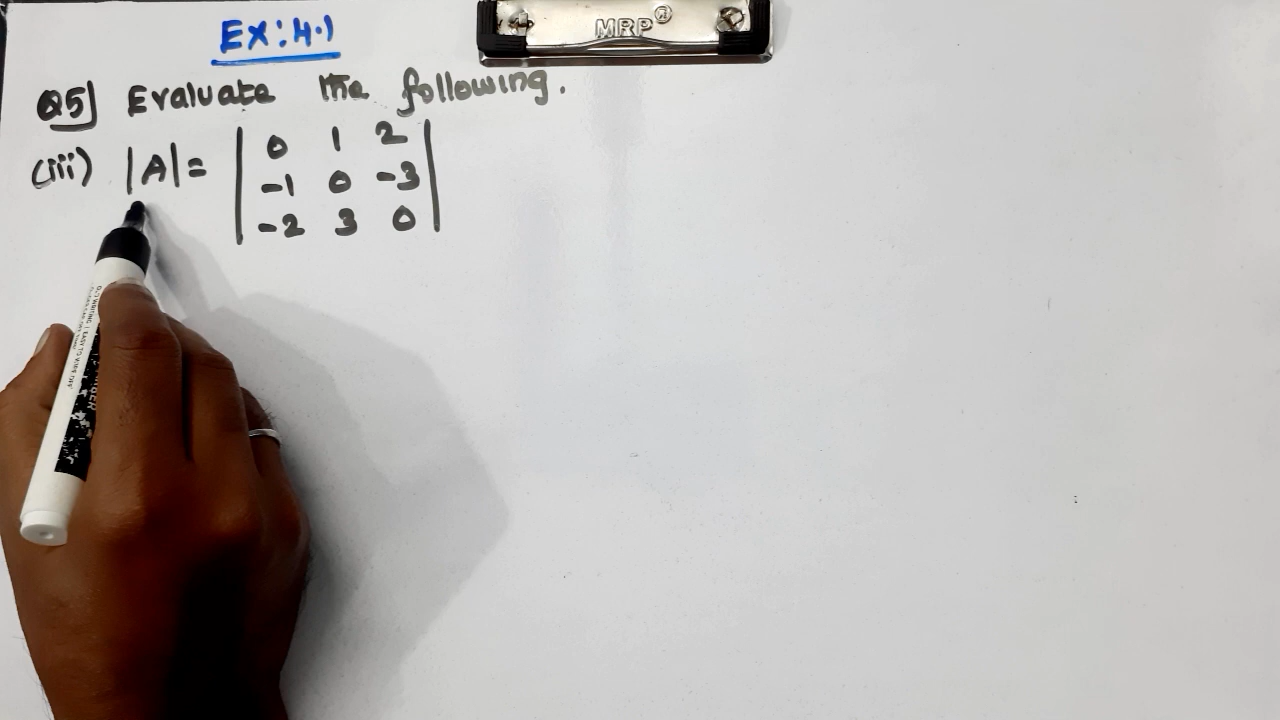 MRP®
Ex: 4.1
Q5] Evaluate the following.
(iii) |A| = | 0 1 2 |
| -1 0 -3 |
| -2 3 0 |